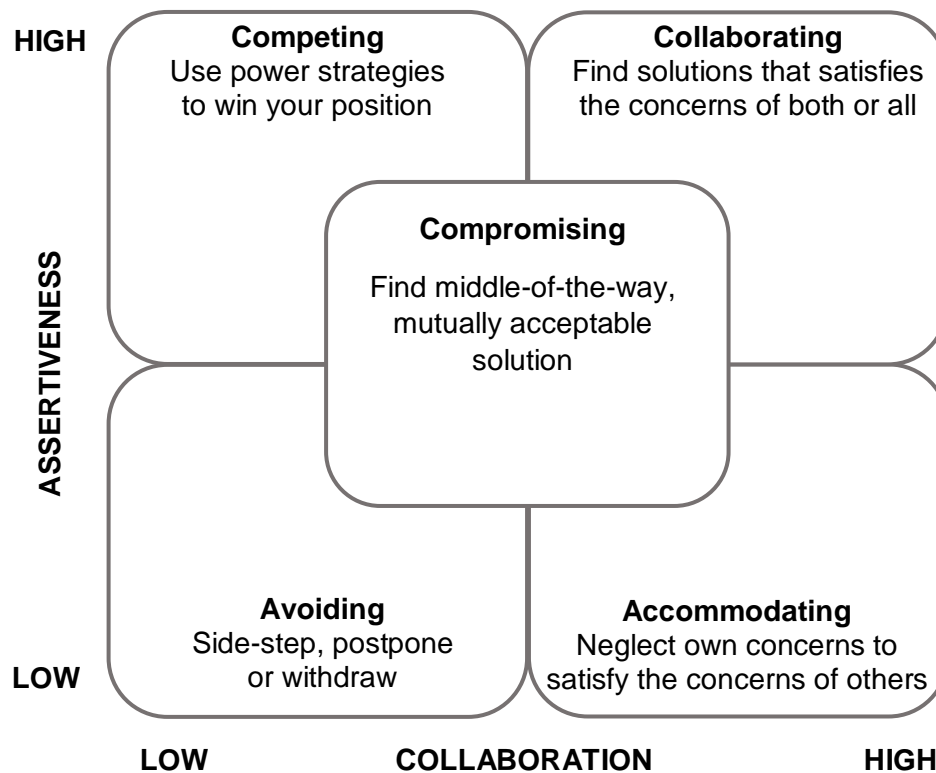 HIGH
Competing
Use power strategies
to win your position
Collaborating
Find solutions that satisfies
the concerns of both or all
Compromising
Find middle-of-the-way,
mutually acceptable
solution
ASSERTIVENESS
Avoiding
Side-step, postpone
or withdraw
Accommodating
Neglect own concerns to
satisfy the concerns of others
LOW
LOW
COLLABORATION
HIGH